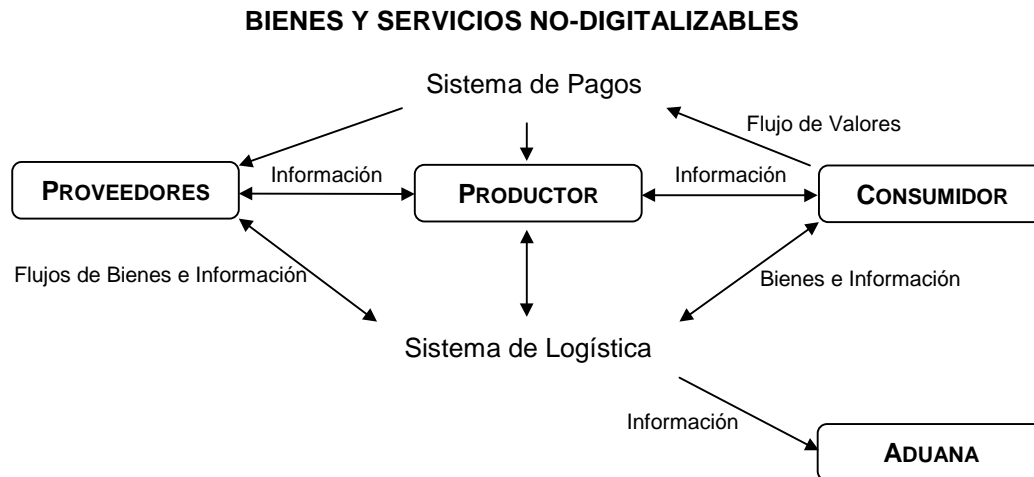 BIENES Y SERVICIOS NO-DIGITALIZABLES
Sistema de Pagos
Flujo de Valores
Información
Información
PROVEEDORES
PRODUCTOR
CONSUMIDOR
Flujos de Bienes e Información
Bienes e Información
Sistema de Logística
Información
ADUANA